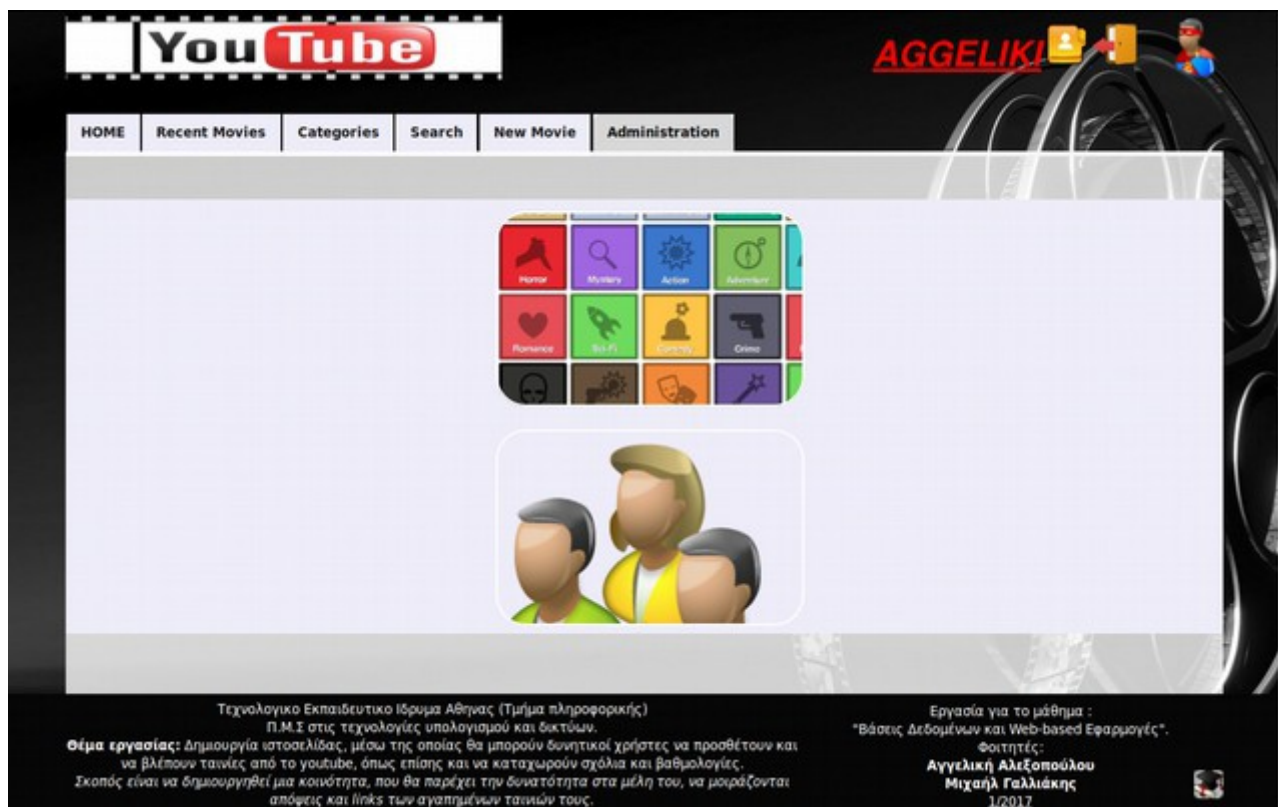 YouTube
AGGELIKI
HOME Recent Movies Categories Search New Movie Administration
Horror Mystery Action Adventure
Romance Sci-Fi Comedy Crime
Τεχνολογικο Εκπαιδευτικο Ιδρυμα Αθηνας (Τμήμα πληροφορικής)
Π.Μ.Σ στις τεχνολογίες υπολογισμού και δικτύων.
Θέμα εργασίας: Δημιουργία ιστοσελίδας, μέσω της οποίας θα μπορούν δυνητικοί χρήστες να προσθέτουν και
να βλέπουν ταινίες από το youtube, όπως επίσης και να καταχωρούν σχόλια και βαθμολογίες.
Σκοπός είναι να δημιουργηθεί μια κοινότητα, που θα παρέχει την δυνατότητα στα μέλη του, να μοιράζονται
απόψεις και links των αγαπημένων ταινιών τους.
Εργασία για το μάθημα :
"Βάσεις Δεδομένων και Web-based Εφαρμογές".
Φοιτητές:
Αγγελική Αλεξοπούλου
Μιχαήλ Γαλλιάκης
1/2017